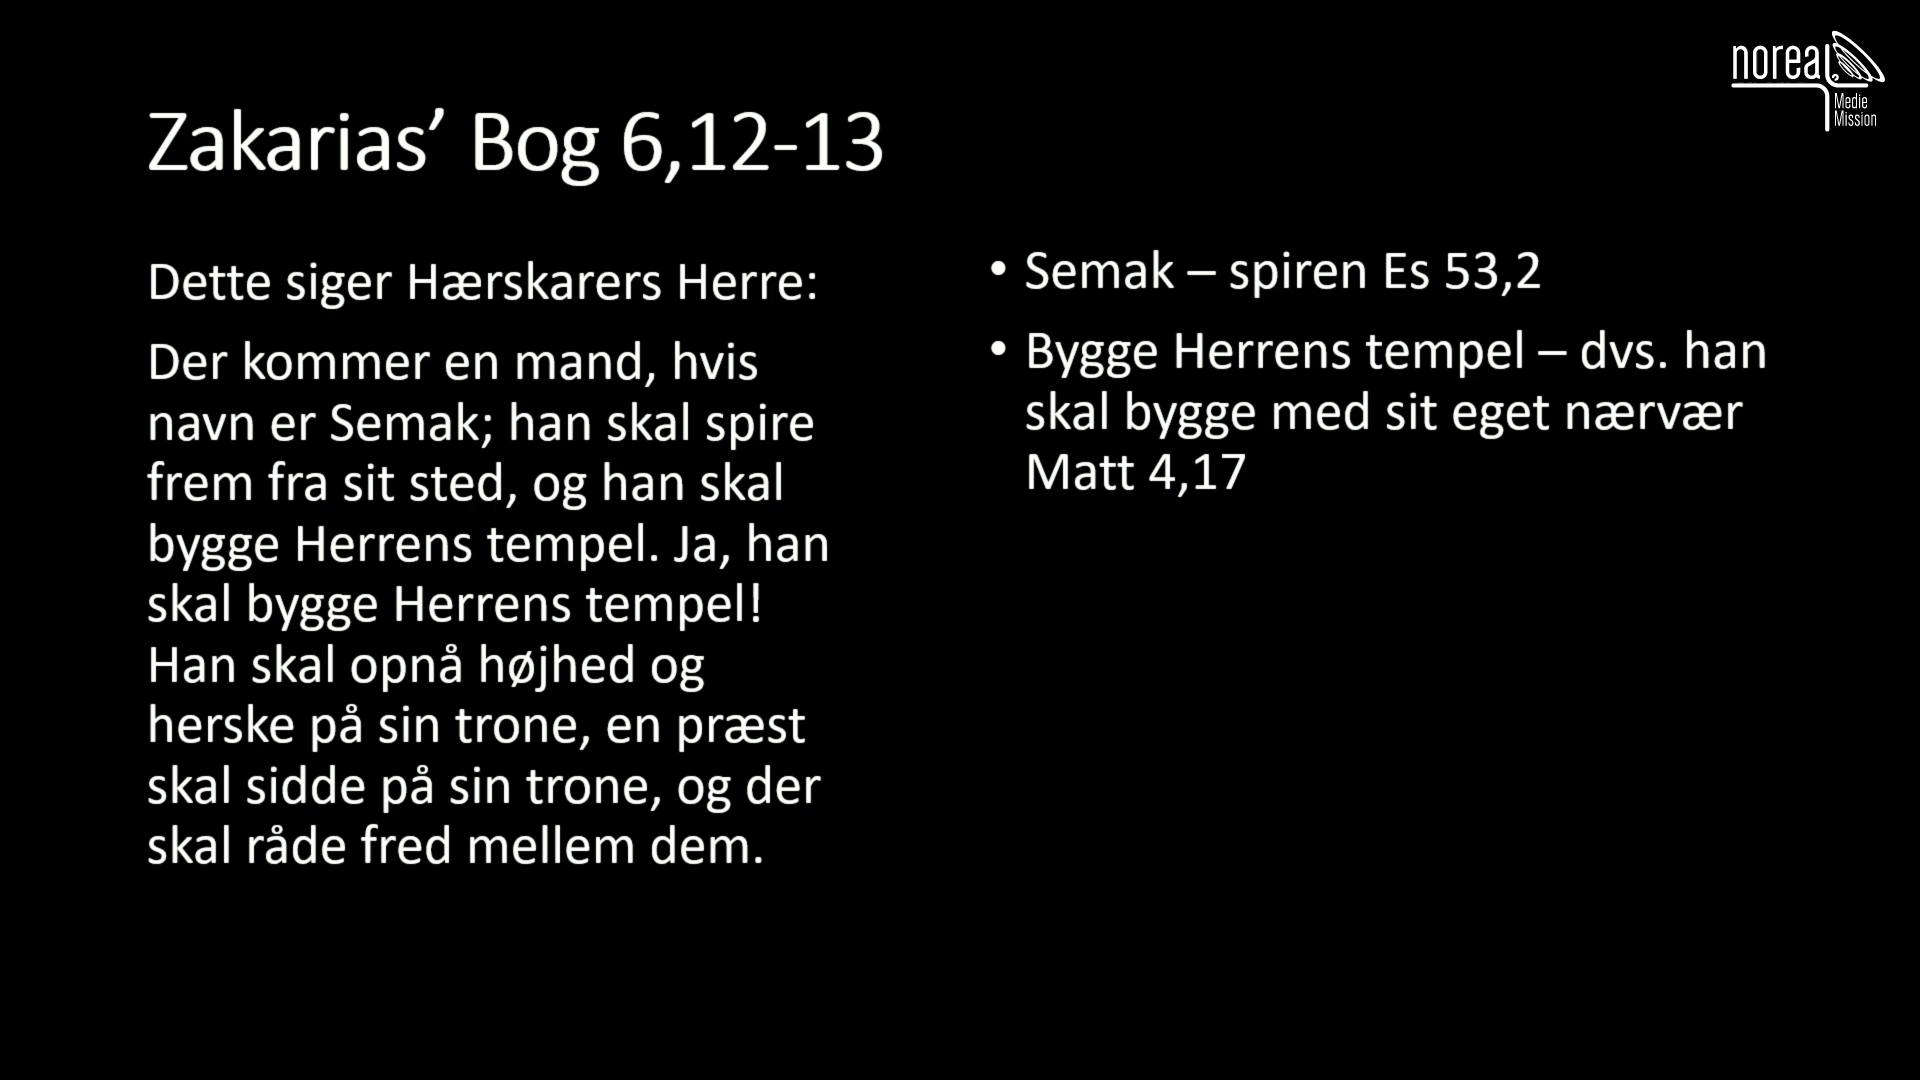 norea
Medie
Mission
Zakarias’ Bog 6,12-13
Dette siger Hærskarers Herre:
Der kommer en mand, hvis
navn er Semak; han skal spire
frem fra sit sted, og han skal
bygge Herrens tempel. Ja, han
skal bygge Herrens tempel!
Han skal opnå højhed og
herske på sin trone, en præst
skal sidde på sin trone, og der
skal råde fred mellem dem.
• Semak – spiren Es 53,2
• Bygge Herrens tempel – dvs. han
skal bygge med sit eget nærvær
Matt 4,17